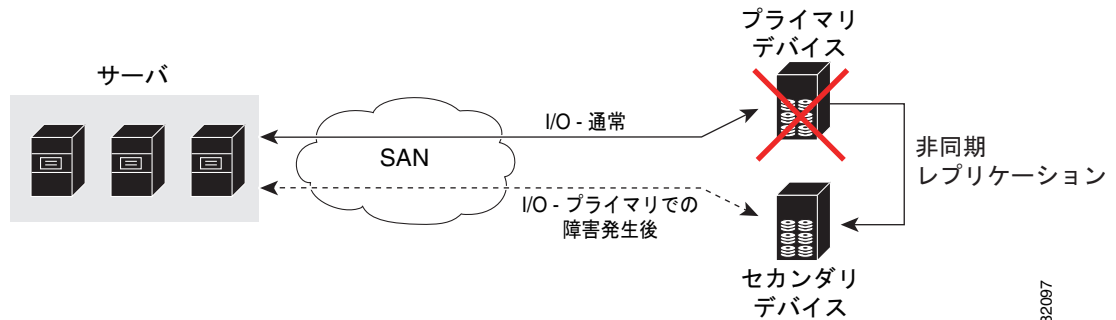 プライマリ
デバイス
サーバ
I/O - 通常
SAN
非同期
レプリケーション
I/O - プライマリでの
障害発生後
セカンダリ
デバイス